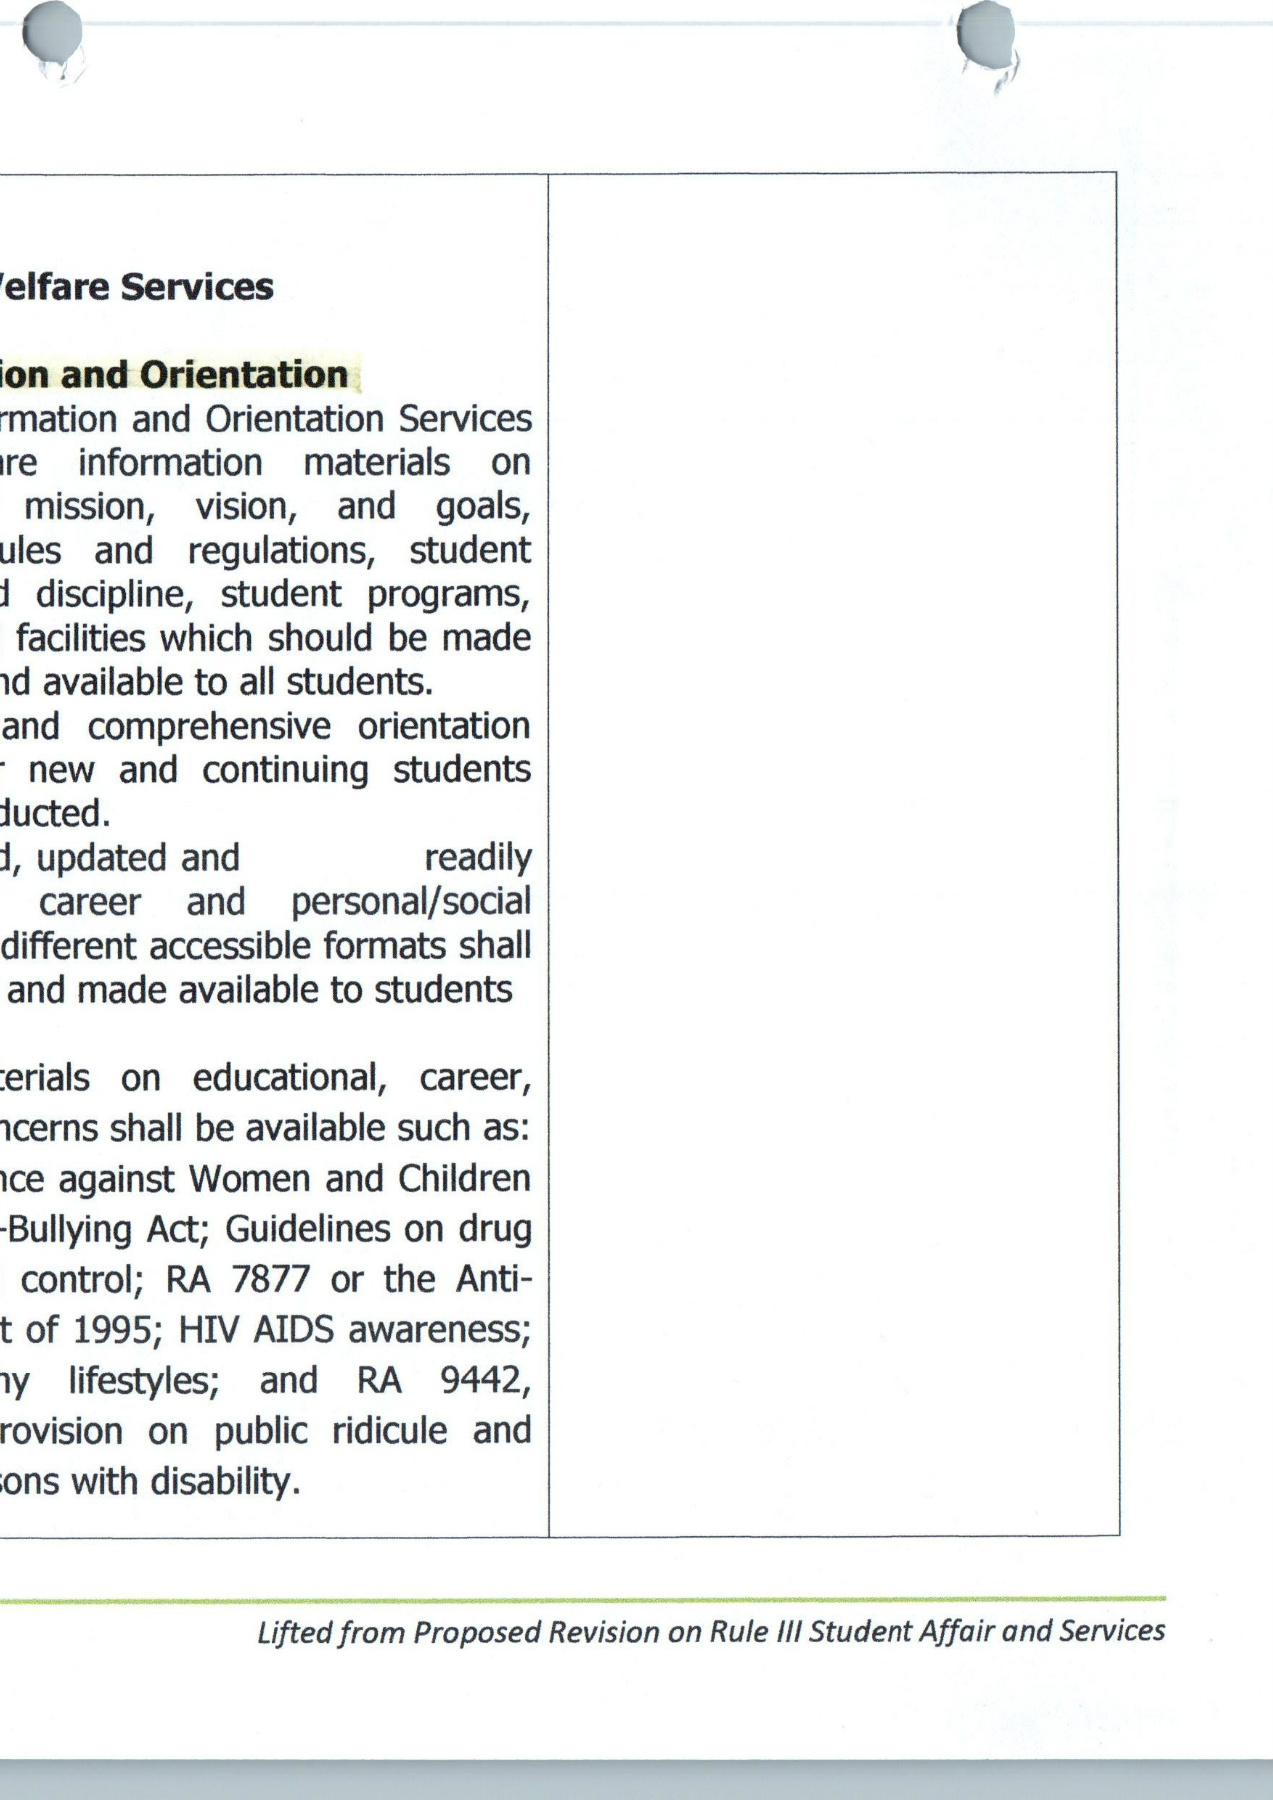 elfare Services
ion and Orientation
rmation and Orientation Services
are information materials on
mission, vision, and goals,
ules and regulations, student
d discipline, student programs,
facilities which should be made
nd available to all students.
and comprehensive orientation
r new and continuing students
ducted.
d, updated and readily
career and personal/social
different accessible formats shall
and made available to students
terials on educational, career,
ncerns shall be available such as:
nce against Women and Children
-Bullying Act; Guidelines on drug
control; RA 7877 or the Anti-
t of 1995; HIV AIDS awareness;
hy lifestyles; and RA 9442,
rovision on public ridicule and
sons with disability.
Lifted from Proposed Revision on Rule III Student Affair and Services